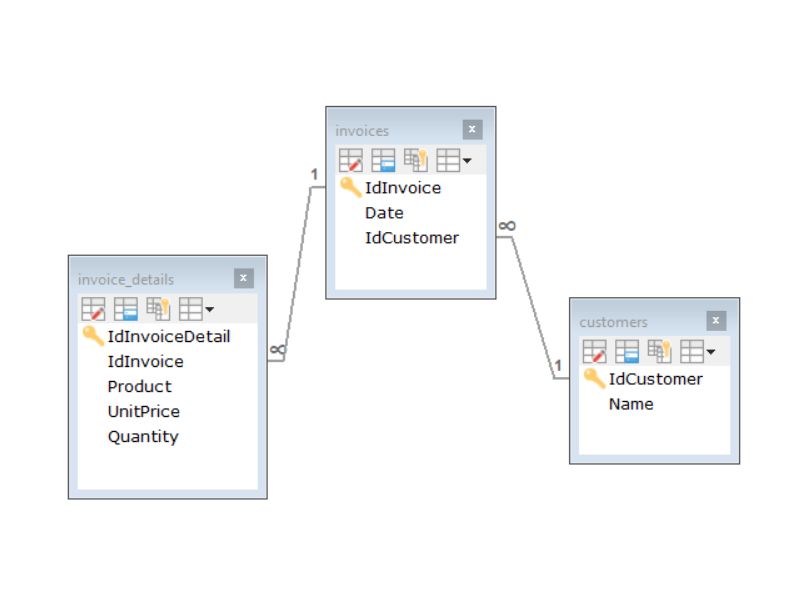 invoices
IdInvoice
Date
IdCustomer
1
∞
invoice_details
IdInvoiceDetail
IdInvoice
Product
UnitPrice
Quantity
∞
customers
IdCustomer
Name
1